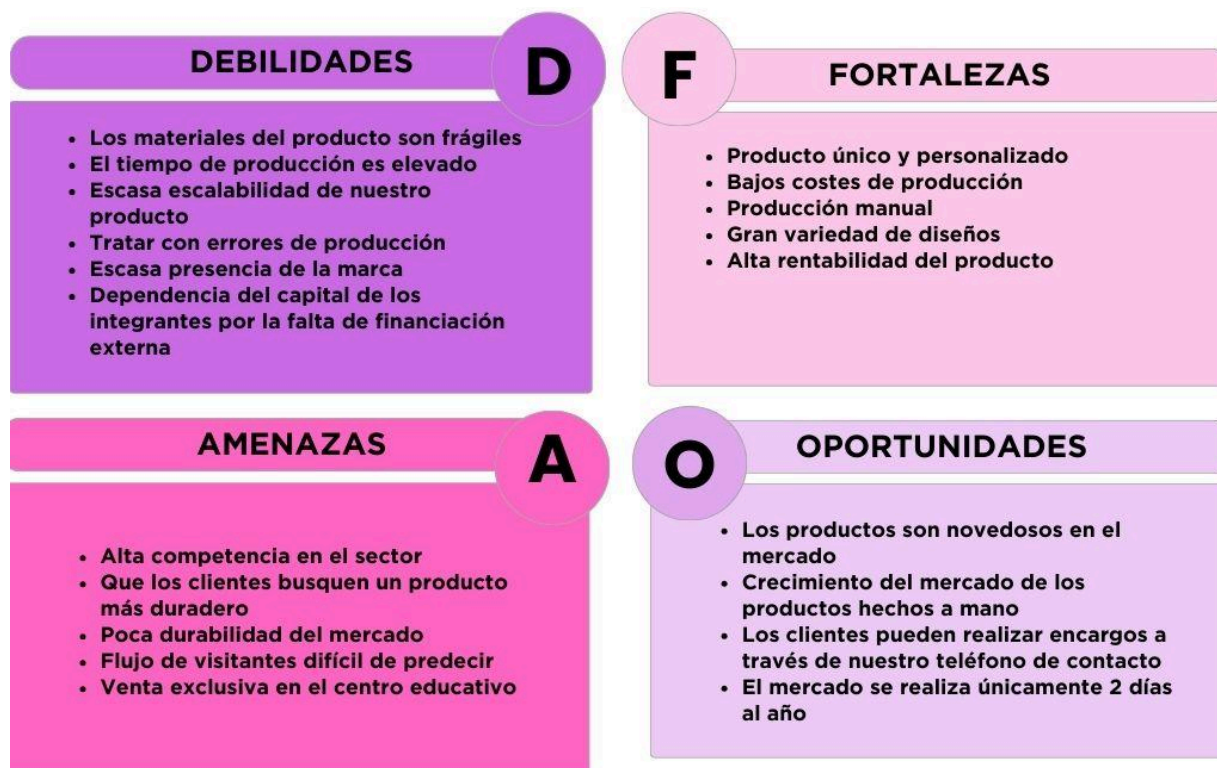 DEBILIDADES
D
• Los materiales del producto son frágiles
• El tiempo de producción es elevado
• Escasa escalabilidad de nuestro
producto
• Tratar con errores de producción
• Escasa presencia de la marca
• Dependencia del capital de los
integrantes por la falta de financiación
externa
F
FORTALEZAS
• Producto único y personalizado
• Bajos costes de producción
• Producción manual
• Gran variedad de diseños
• Alta rentabilidad del producto
AMENAZAS
A
• Alta competencia en el sector
• Que los clientes busquen un producto
más duradero
• Poca durabilidad del mercado
• Flujo de visitantes difícil de predecir
• Venta exclusiva en el centro educativo
O
OPORTUNIDADES
• Los productos son novedosos en el
mercado
• Crecimiento del mercado de los
productos hechos a mano
• Los clientes pueden realizar encargos a
través de nuestro teléfono de contacto
• El mercado se realiza únicamente 2 días
al año